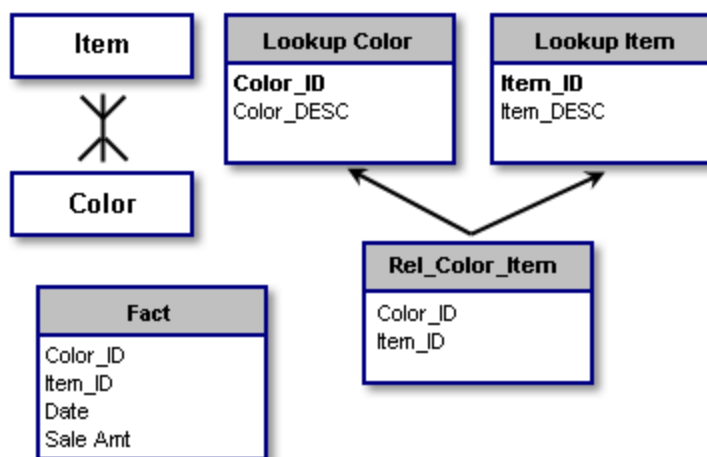 Item
Color
Lookup Color
Color_ID
Color_DESC
Lookup Item
Item_ID
Item_DESC
Rel_Color_Item
Color_ID
Item_ID
Fact
Color_ID
Item_ID
Date
Sale Amt